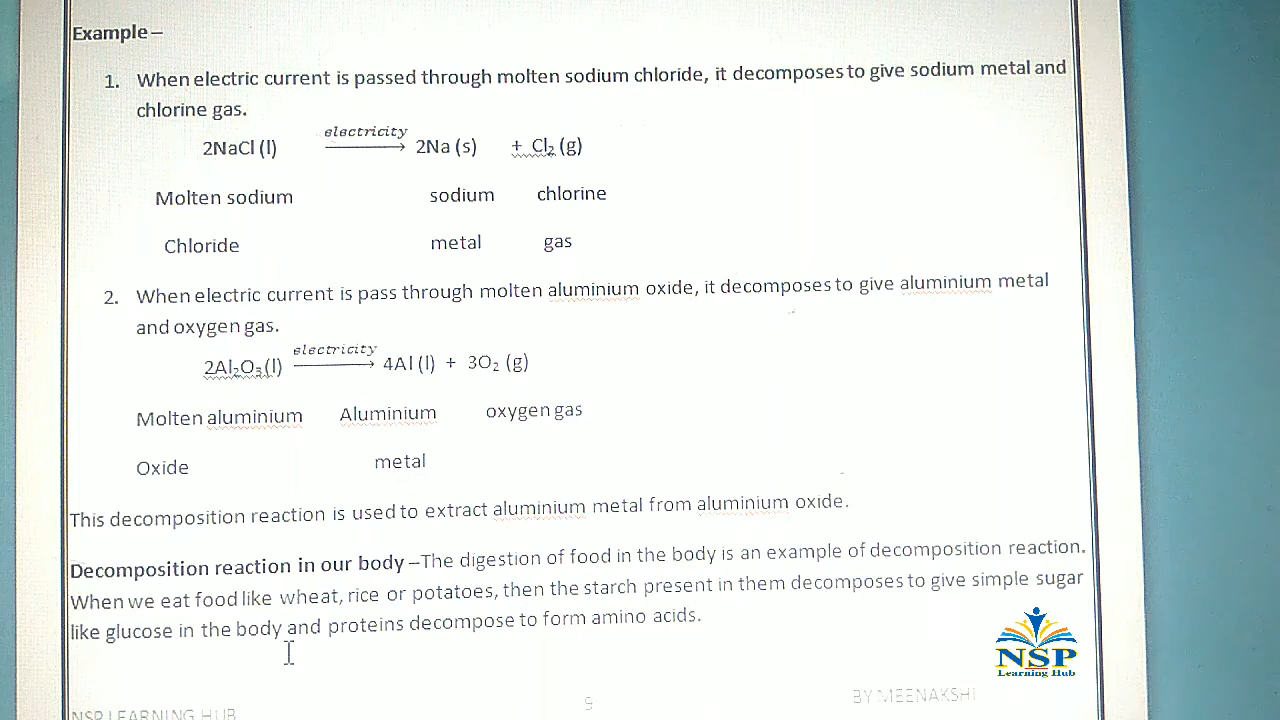 Example –
1. When electric current is passed through molten sodium chloride, it decomposes to give sodium metal and
chlorine gas.
2NaCl (l) electricity → 2Na (s) + Cl₂ (g)
Molten sodium sodium chlorine
Chloride metal gas
2. When electric current is pass through molten aluminium oxide, it decomposes to give aluminium metal
and oxygen gas.
2Al₂O₃(l) electricity → 4Al (l) + 3O₂ (g)
Molten aluminium Aluminium oxygen gas
Oxide metal
This decomposition reaction is used to extract aluminium metal from aluminium oxide.
Decomposition reaction in our body –The digestion of food in the body is an example of decomposition reaction.
When we eat food like wheat, rice or potatoes, then the starch present in them decomposes to give simple sugar
like glucose in the body and proteins decompose to form amino acids.
NSP
Learning Hub
NSP LEARNING HUB 9 BY MEENAKSHI